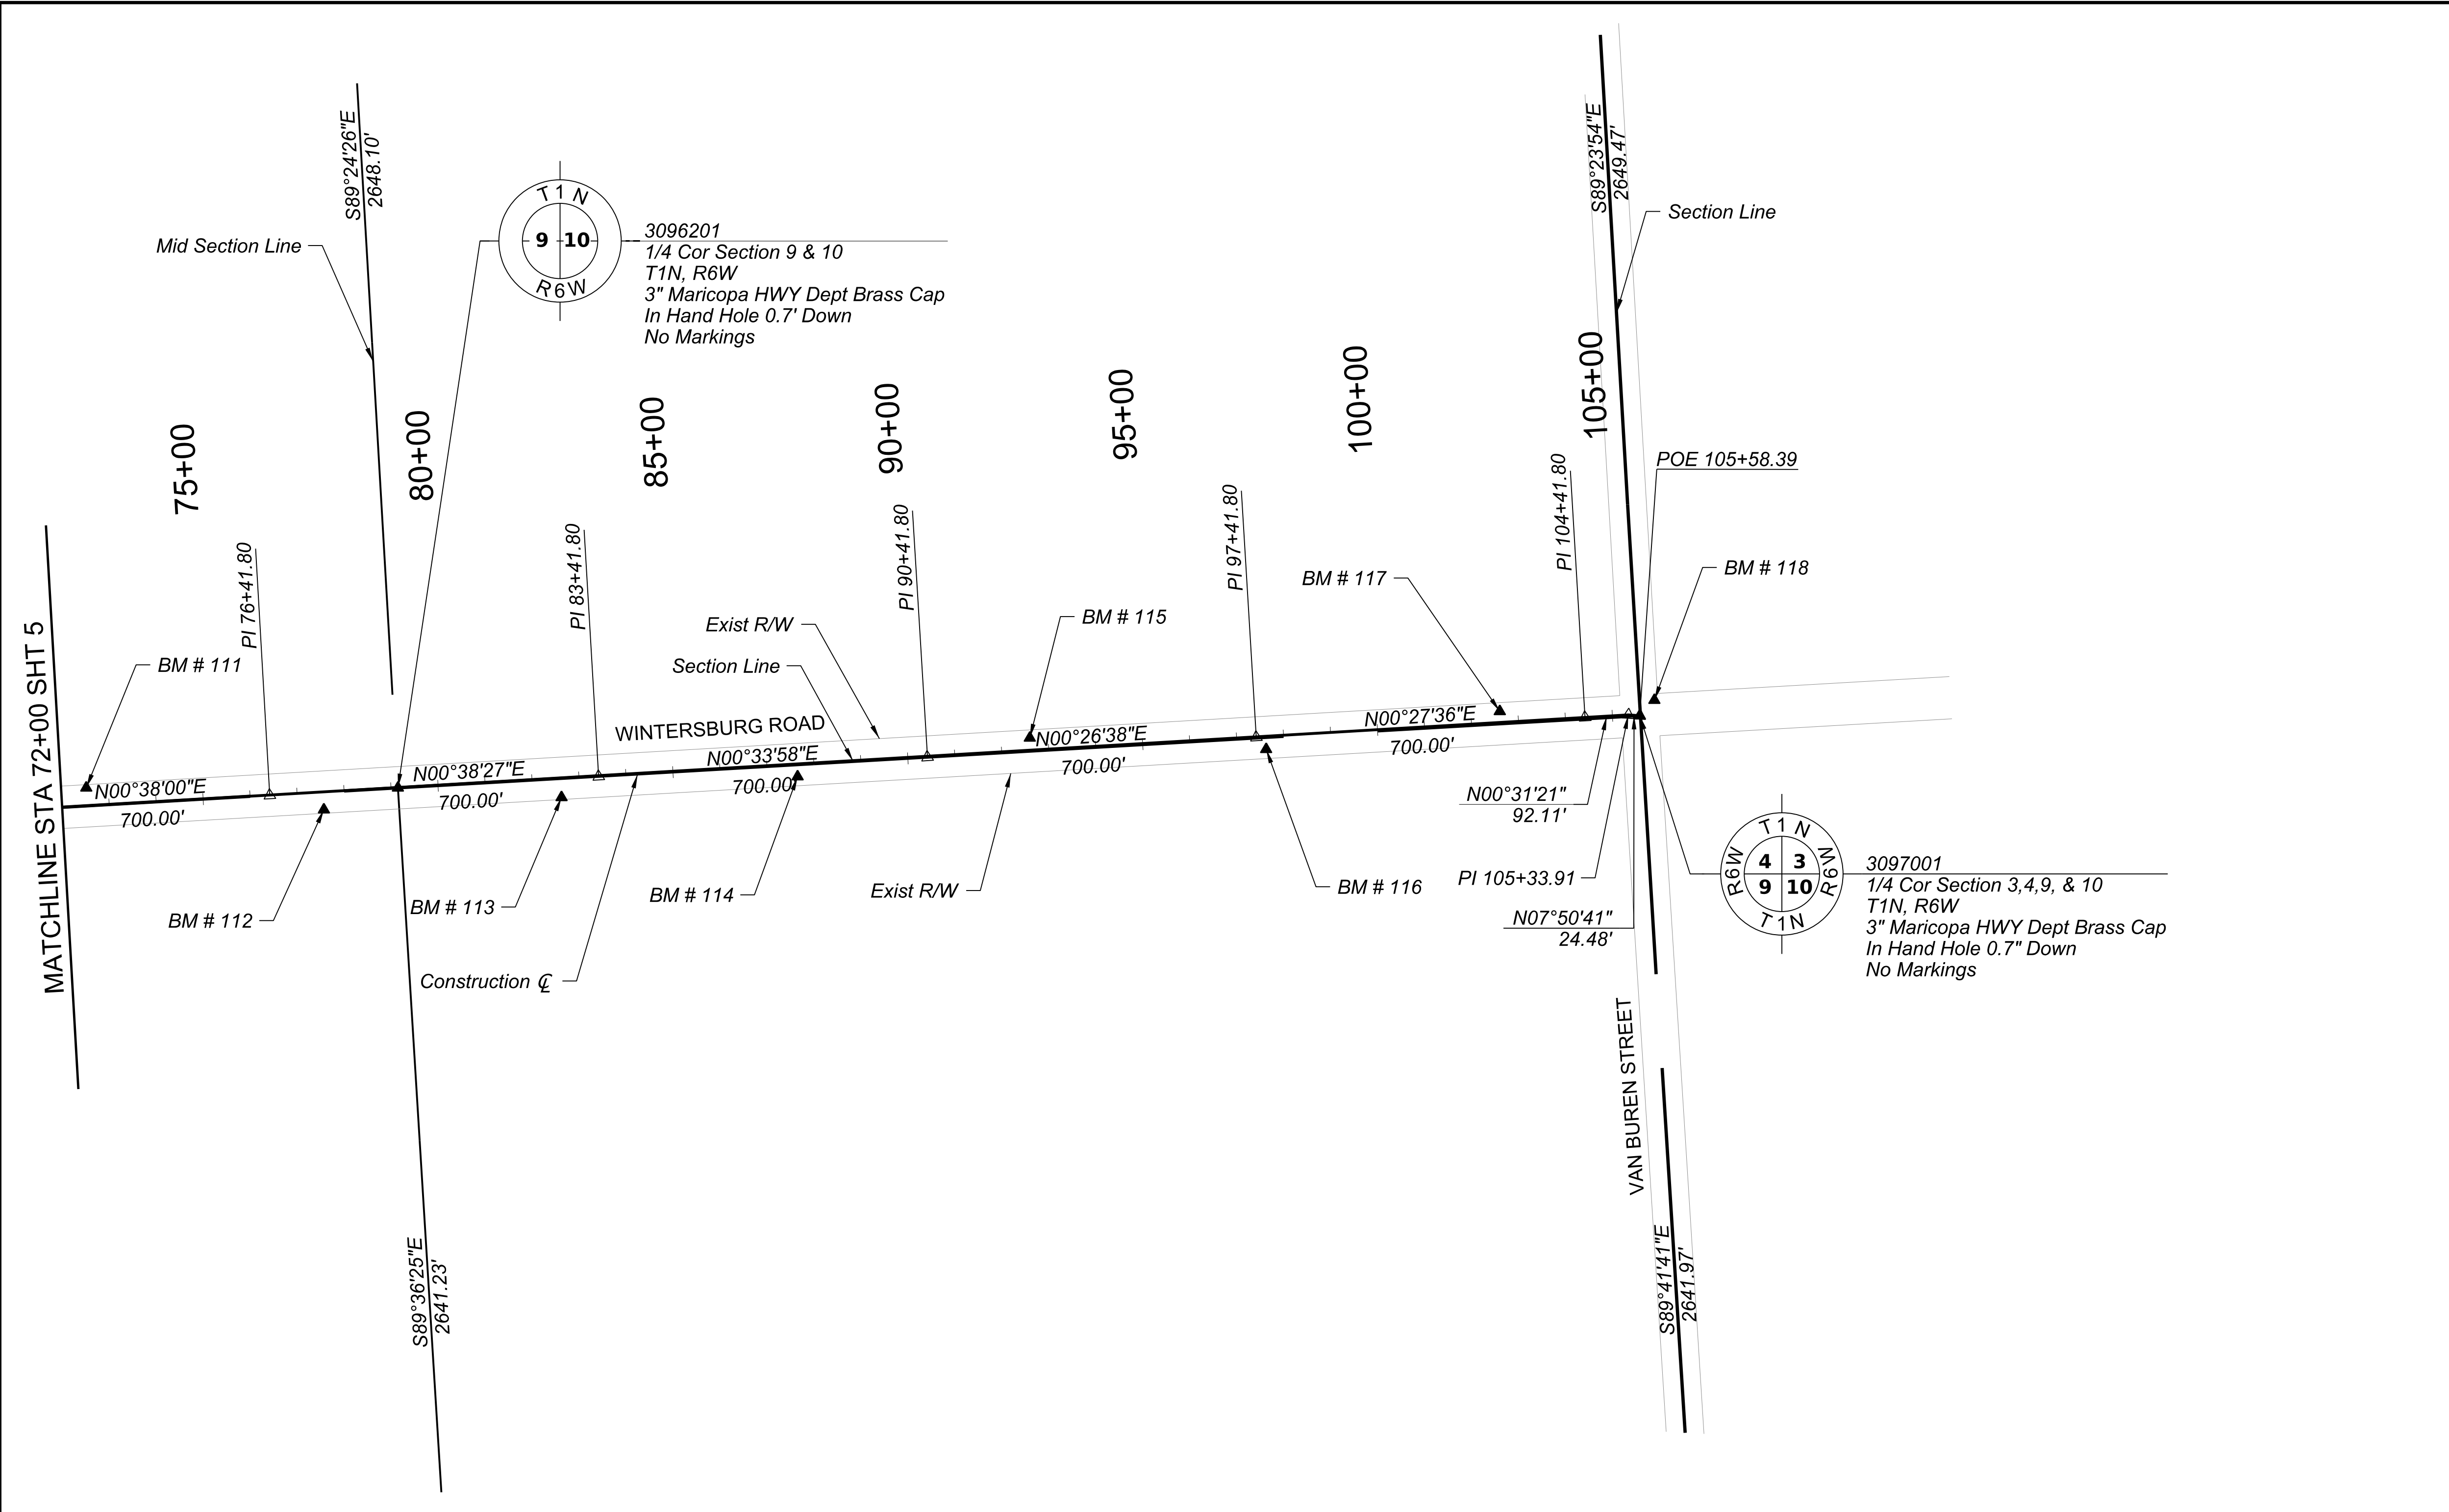 S89°24'26"E
2648.10'
Mid Section Line
T1N
9 10
R6W
3096201
1/4 Cor Section 9 & 10
T1N, R6W
3" Maricopa HWY Dept Brass Cap
In Hand Hole 0.7' Down
No Markings
S89°23'54"E
2649.47'
Section Line
75+00
80+00
85+00
90+00
95+00
100+00
105+00
POE 105+58.39
PI 76+41.80
PI 83+41.80
PI 90+41.80
PI 97+41.80
PI 104+41.80
MATCHLINE STA 72+00 SHT 5
BM # 111
Exist R/W
Section Line
BM # 115
BM # 117
BM # 118
WINTERSBURG ROAD
N00°38'00"E
700.00'
N00°38'27"E
700.00'
N00°33'58"E
700.00'
N00°26'38"E
700.00'
N00°27'36"E
700.00'
N00°31'21"
92.11'
BM # 112
BM # 113
BM # 114
Exist R/W
BM # 116
PI 105+33.91
N07°50'41"
24.48'
Construction ℄
T1N
R6W
4 3
9 10
R6W
T1N
3097001
1/4 Cor Section 3,4,9, & 10
T1N, R6W
3" Maricopa HWY Dept Brass Cap
In Hand Hole 0.7" Down
No Markings
VAN BUREN STREET
S89°36'25"E
2641.23'
S89°41'41"E
2641.97'